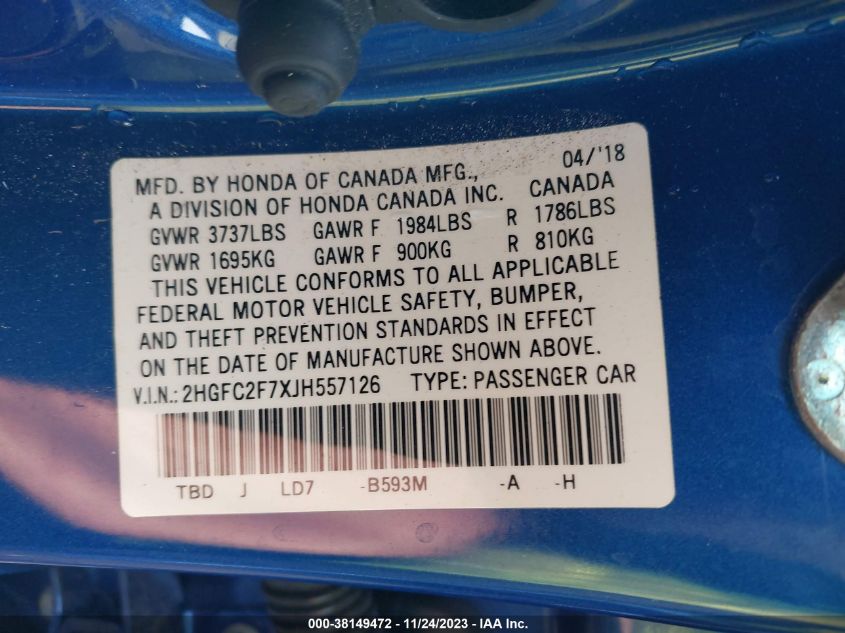 04/'18
MFD. BY HONDA OF CANADA MFG.,
A DIVISION OF HONDA CANADA INC. CANADA
GVWR 3737LBS GAWR F 1984LBS R 1786LBS
GVWR 1695KG GAWR F 900KG R 810KG
THIS VEHICLE CONFORMS TO ALL APPLICABLE
FEDERAL MOTOR VEHICLE SAFETY, BUMPER,
AND THEFT PREVENTION STANDARDS IN EFFECT
ON THE DATE OF MANUFACTURE SHOWN ABOVE.
V.I.N.: 2HGFC2F7XJH557126 TYPE: PASSENGER CAR
TBD J LD7 -B593M -A -H
000-38149472 - 11/24/2023 - IAA Inc.